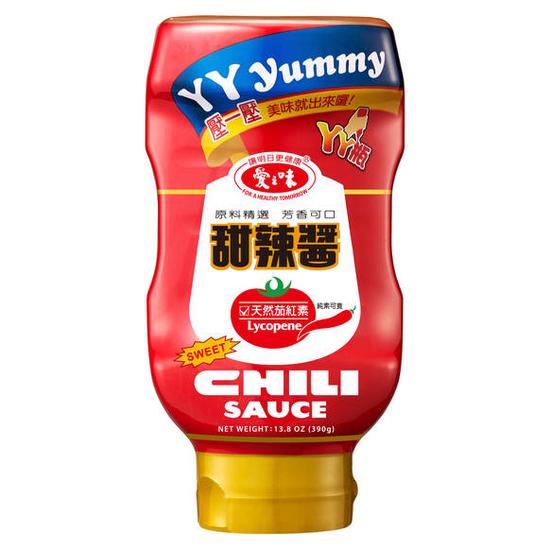 YY yummy
壓一壓 美味就出來囉!
YY瓶
讓明日更健康®
愛之味
FOR A HEALTHY TOMORROW
原料精選 芳香可口
甜辣醬
天然茄紅素
Lycopene
純素可食
SWEET
CHILI
SAUCE
NET WEIGHT:13.8 OZ (390g)